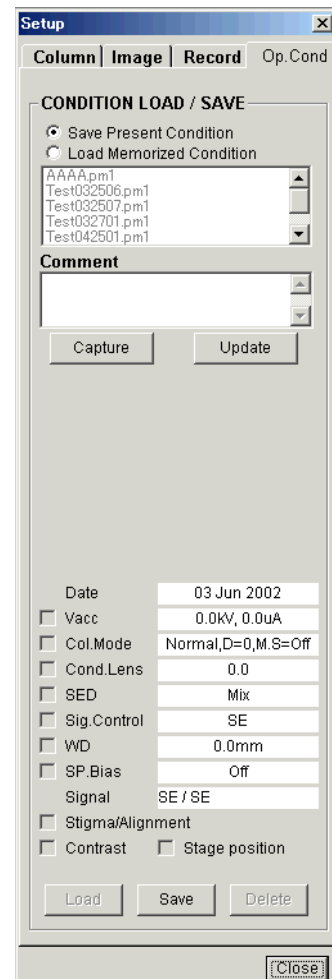 Setup
Column Image Record Op.Cond
CONDITION LOAD / SAVE
Save Present Condition
Load Memorized Condition
AAAA.pm1
Test032506.pm1
Test032507.pm1
Test032701.pm1
Test042501.pm1
Comment
Capture Update
Date 03 Jun 2002
Vacc 0.0kV, 0.0uA
Col.Mode Normal,D=0,M.S=Off
Cond.Lens 0.0
SED Mix
Sig.Control SE
WD 0.0mm
SP.Bias Off
Signal SE / SE
Stigma/Alignment
Contrast Stage position
Load Save Delete
Close